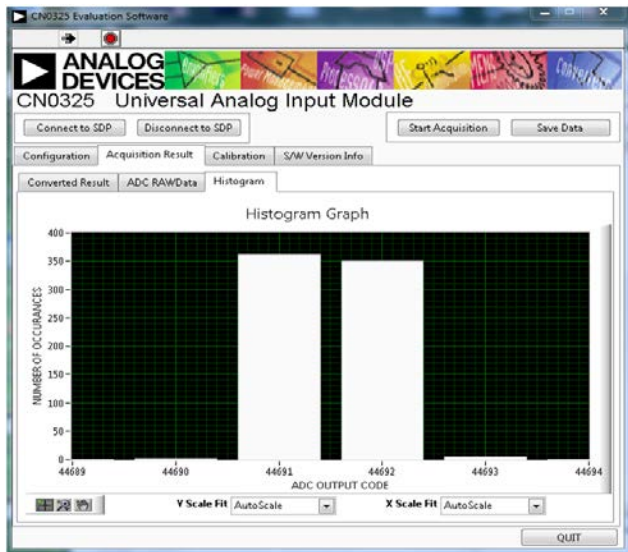 CN0325 Evaluation Software
ANALOG
DEVICES
CN0325 Universal Analog Input Module
Connect to SDP Disconnect to SDP Start Acquisition Save Data
Configuration Acquisition Result Calibration S/W Version Info
Converted Result ADC RAWData Histogram
Histogram Graph
400
350
300
250
200
150
100
50
0
NUMBER OF OCCURANCES
44689 44690 44691 44692 44693 44694
ADC OUTPUT CODE
Y Scale Fit AutoScale X Scale Fit AutoScale
QUIT